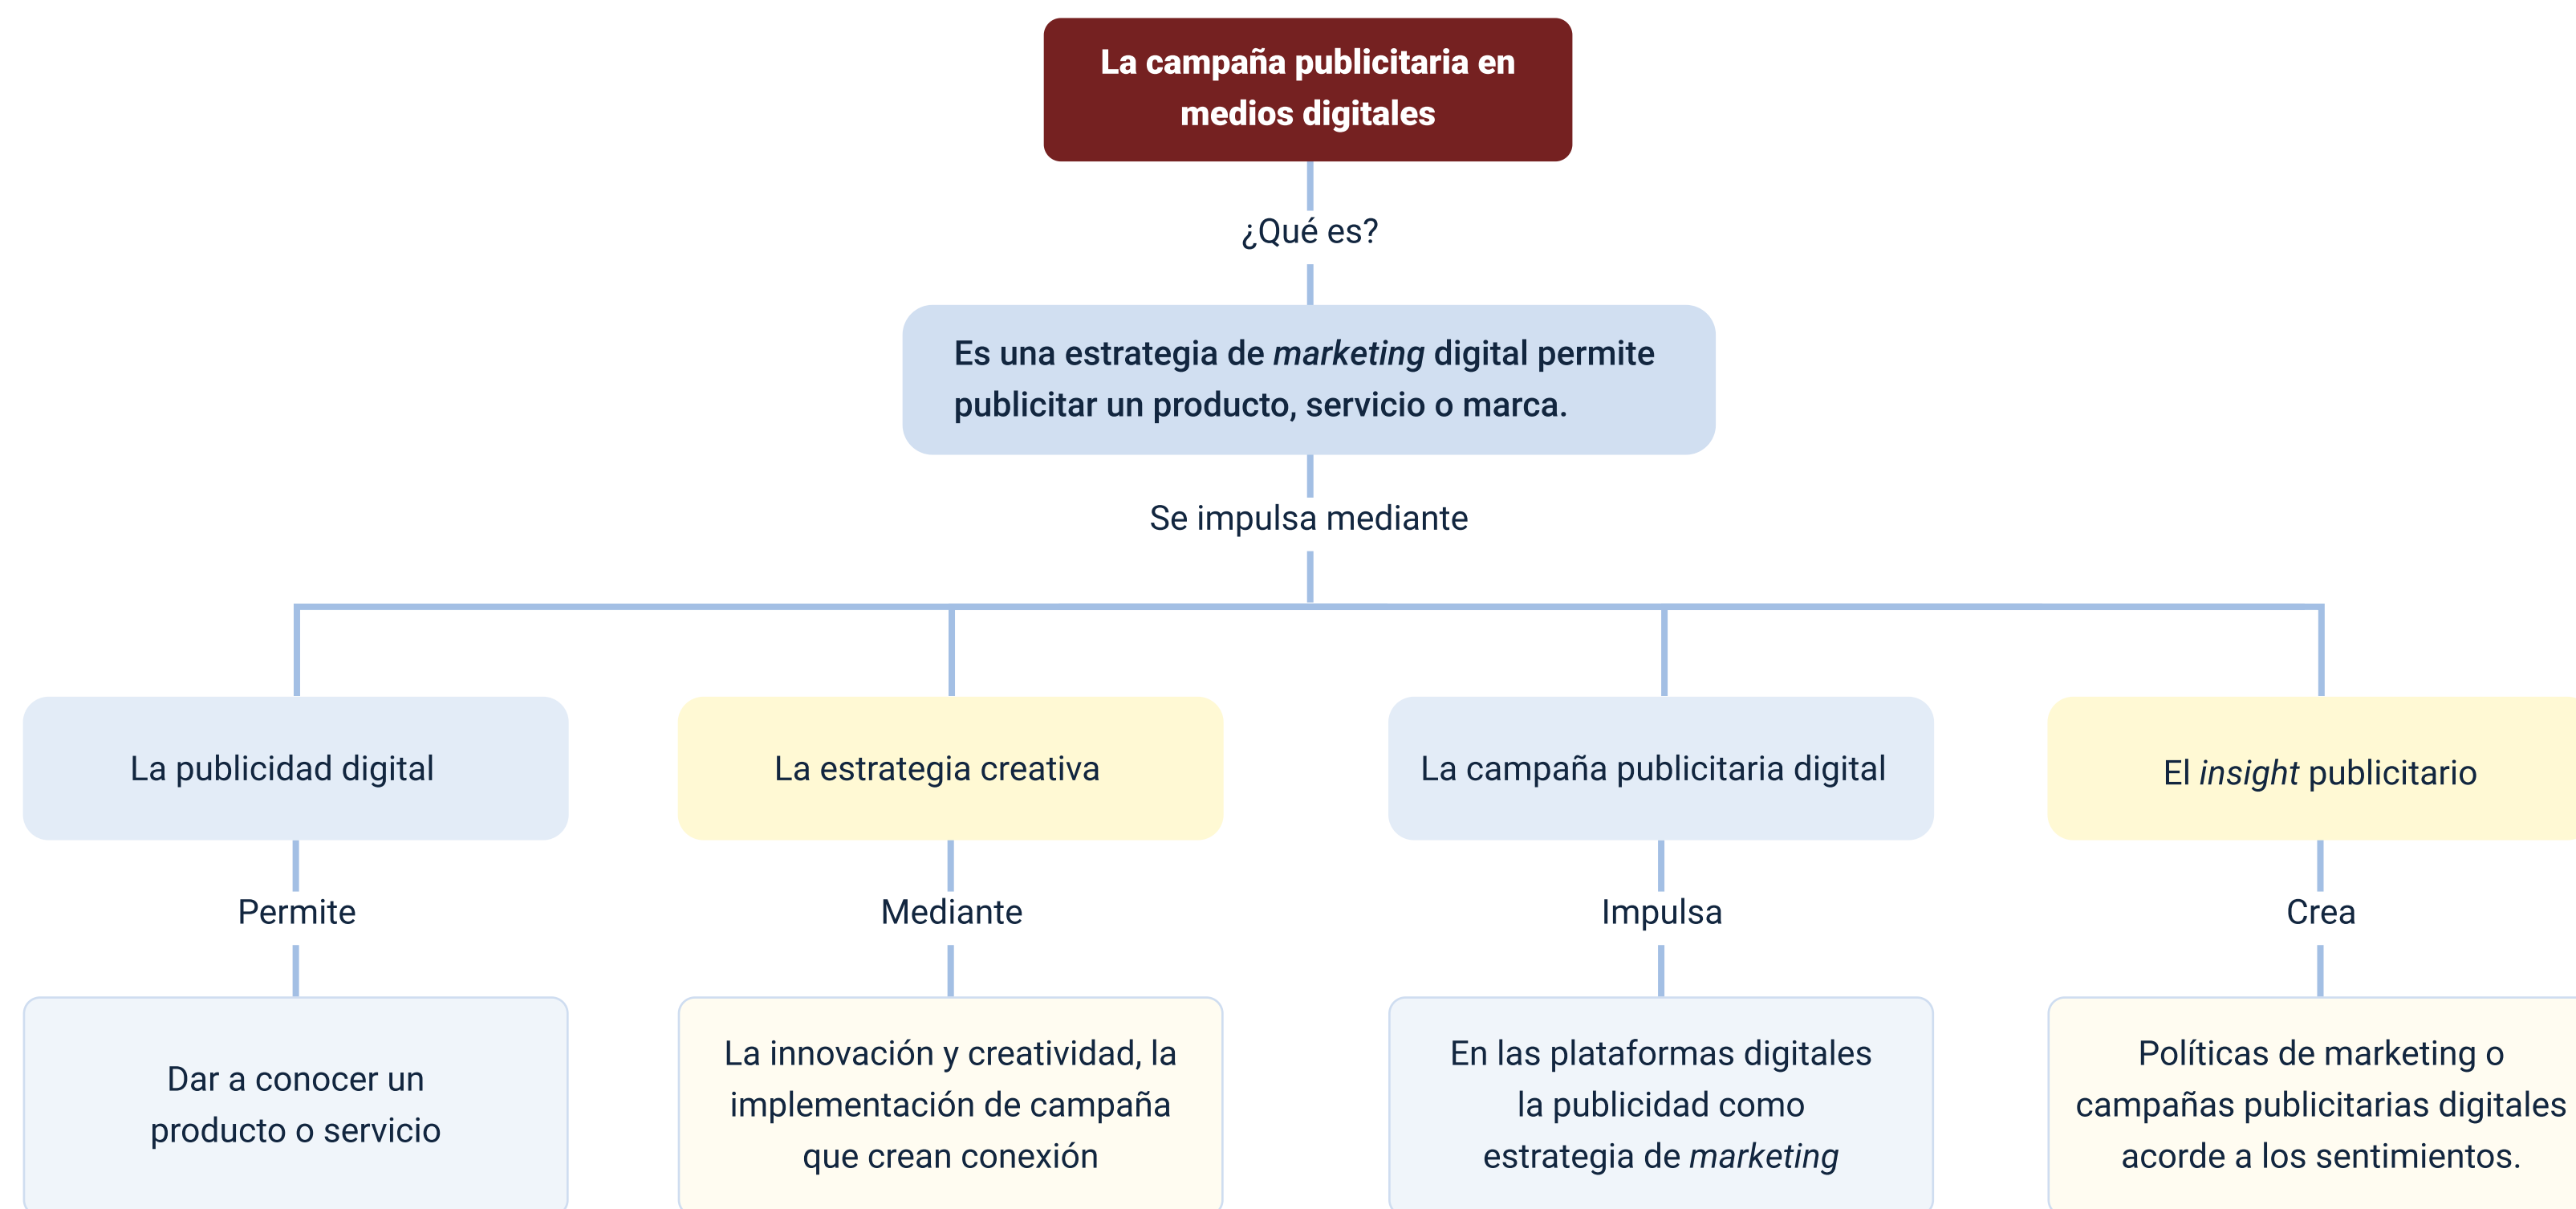 La campaña publicitaria en
medios digitales
¿Qué es?
Es una estrategia de marketing digital permite
publicitar un producto, servicio o marca.
Se impulsa mediante
La publicidad digital
La estrategia creativa
La campaña publicitaria digital
El insight publicitario
Permite
Mediante
Impulsa
Crea
Dar a conocer un
producto o servicio
La innovación y creatividad, la
implementación de campaña
que crean conexión
En las plataformas digitales
la publicidad como
estrategia de marketing
Políticas de marketing o
campañas publicitarias digitales
acorde a los sentimientos.